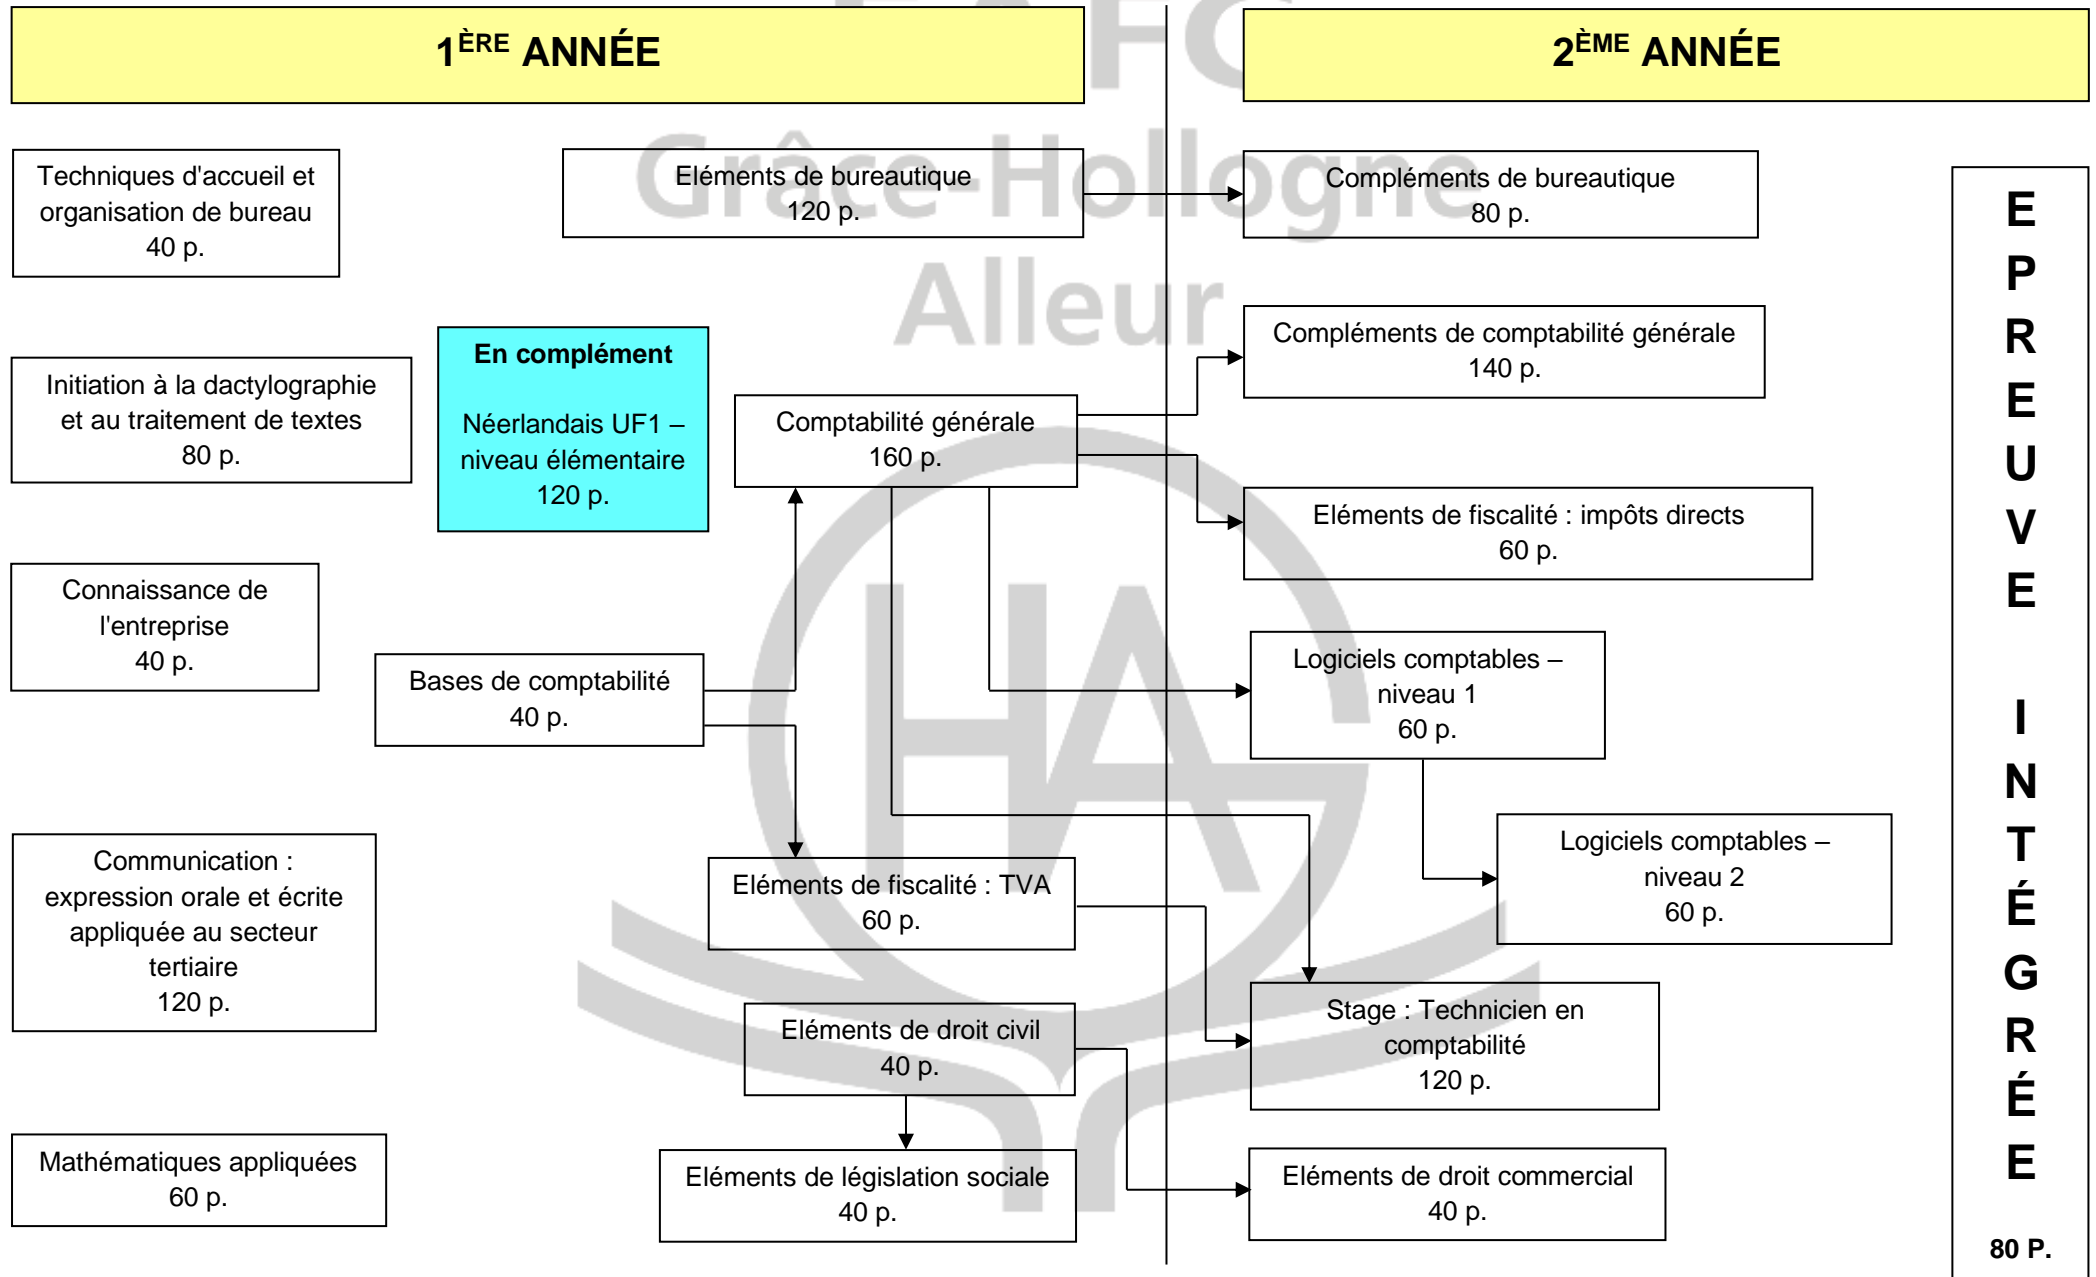 1ÈRE ANNÉE
2ÈME ANNÉE
Grâce-Hollogne
Alleur
Techniques d'accueil et
organisation de bureau
40 p.
Eléments de bureautique
120 p.
Compléments de bureautique
80 p.
Initiation à la dactylographie
et au traitement de textes
80 p.
En complément
Néerlandais UF1 –
niveau élémentaire
120 p.
Comptabilité générale
160 p.
Compléments de comptabilité générale
140 p.
Eléments de fiscalité : impôts directs
60 p.
Connaissance de
l'entreprise
40 p.
Bases de comptabilité
40 p.
Logiciels comptables –
niveau 1
60 p.
Logiciels comptables –
niveau 2
60 p.
Communication :
expression orale et écrite
appliquée au secteur
tertiaire
120 p.
Eléments de fiscalité : TVA
60 p.
Eléments de droit civil
40 p.
Stage : Technicien en
comptabilité
120 p.
Mathématiques appliquées
60 p.
Eléments de législation sociale
40 p.
Eléments de droit commercial
40 p.
E
P
R
E
U
V
E
I
N
T
É
G
R
É
E
80 P.
HA